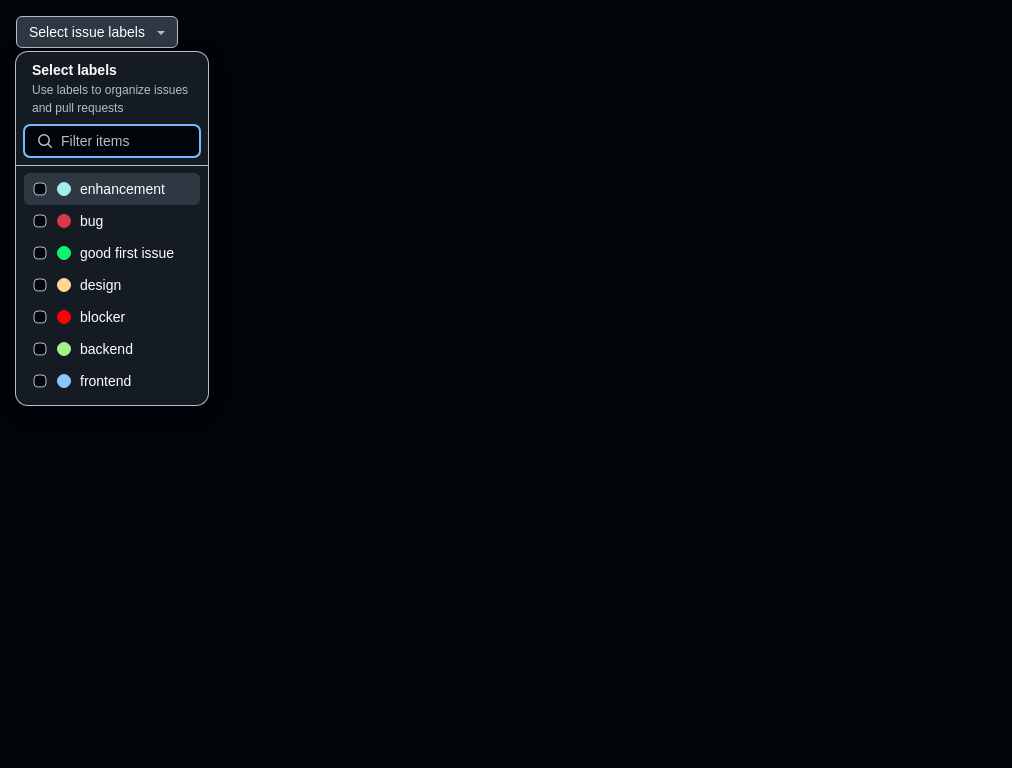 Select issue labels
Select labels
Use labels to organize issues
and pull requests
Filter items
enhancement
bug
good first issue
design
blocker
backend
frontend